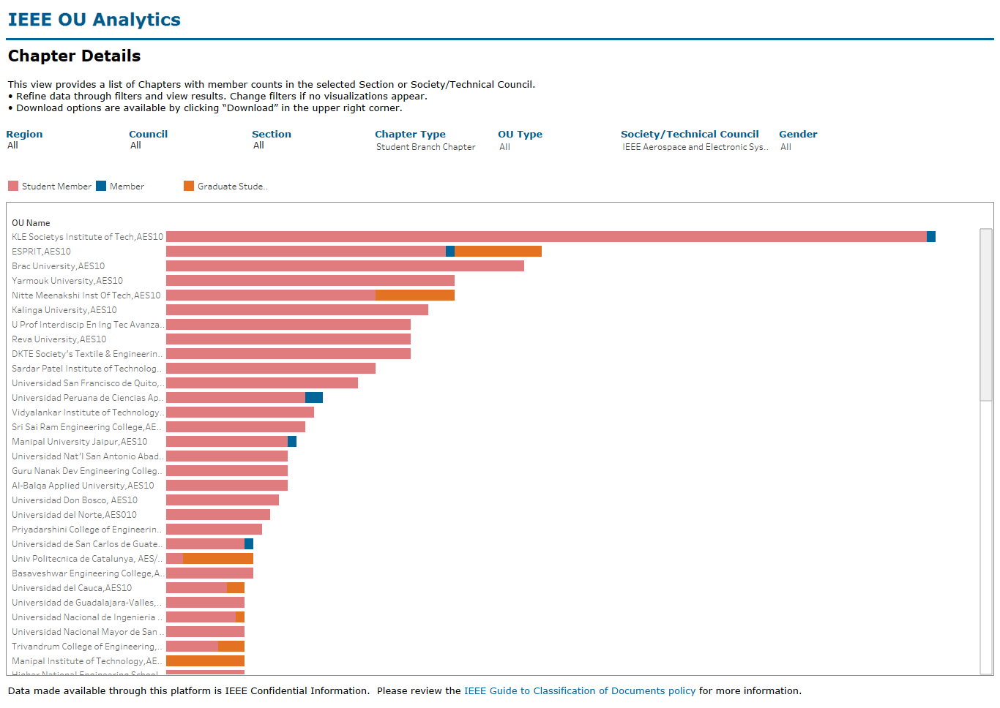 IEEE OU Analytics
Chapter Details
This view provides a list of Chapters with member counts in the selected Section or Society/Technical Council.
• Refine data through filters and view results. Change filters if no visualizations appear.
• Download options are available by clicking “Download” in the upper right corner.
Region Council Section Chapter Type OU Type Society/Technical Council Gender
All All All Student Branch Chapter All IEEE Aerospace and Electronic Sys.. All
Student Member Member Graduate Stude..
OU Name
KLE Societys Institute of Tech,AES10
ESPRIT,AES10
Brac University,AES10
Yarmouk University,AES10
Nitte Meenakshi Inst Of Tech,AES10
Kalinga University,AES10
U Prof Interdiscip En Ing Tec Avanza..
Reva University,AES10
DKTE Society’s Textile & Engineerin..
Sardar Patel Institute of Technolog..
Universidad San Francisco de Quito,..
Universidad Peruana de Ciencias Ap..
Vidyalankar Institute of Technology..
Sri Sai Ram Engineering College,AE..
Manipal University Jaipur,AES10
Universidad Nat’l San Antonio Abad..
Guru Nanak Dev Engineering Colleg..
Al-Balqa Applied University,AES10
Universidad Don Bosco, AES10
Universidad del Norte,AES010
Priyadarshini College of Engineerin..
Universidad de San Carlos de Guate..
Univ Politecnica de Catalunya, AES/..
Basaveshwar Engineering College,A..
Universidad del Cauca,AES10
Universidad de Guadalajara-Valles,..
Universidad Nacional de Ingenieria ..
Universidad Nacional Mayor de San ..
Trivandrum College of Engineering,..
Manipal Institute of Technology,AE..
Higher National Engineering School
Data made available through this platform is IEEE Confidential Information.  Please review the IEEE Guide to Classification of Documents policy for more information.